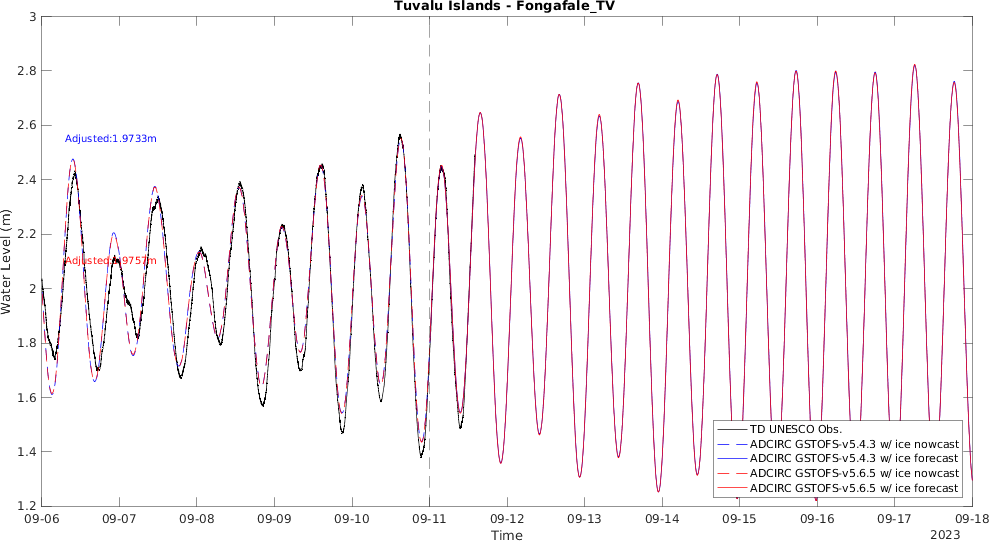 Tuvalu Islands - Fongafale_TV
3
2.8
2.6
2.4
2.2
2
1.8
1.6
1.4
1.2
Water Level (m)
Adjusted:1.9733m
Adjusted:1.9757m
TD UNESCO Obs.
ADCIRC GSTOFS-v5.4.3 w/ ice nowcast
ADCIRC GSTOFS-v5.4.3 w/ ice forecast
ADCIRC GSTOFS-v5.6.5 w/ ice nowcast
ADCIRC GSTOFS-v5.6.5 w/ ice forecast
09-06 09-07 09-08 09-09 09-10 09-11 09-12 09-13 09-14 09-15 09-16 09-17 09-18
Time
2023